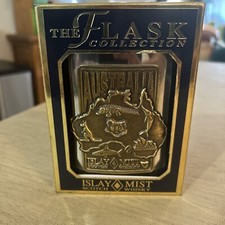 THE FLASK
COLLECTION
AUSTRALIA
ISLAY MIST
ISLAY MIST
SCOTCH WHISKY